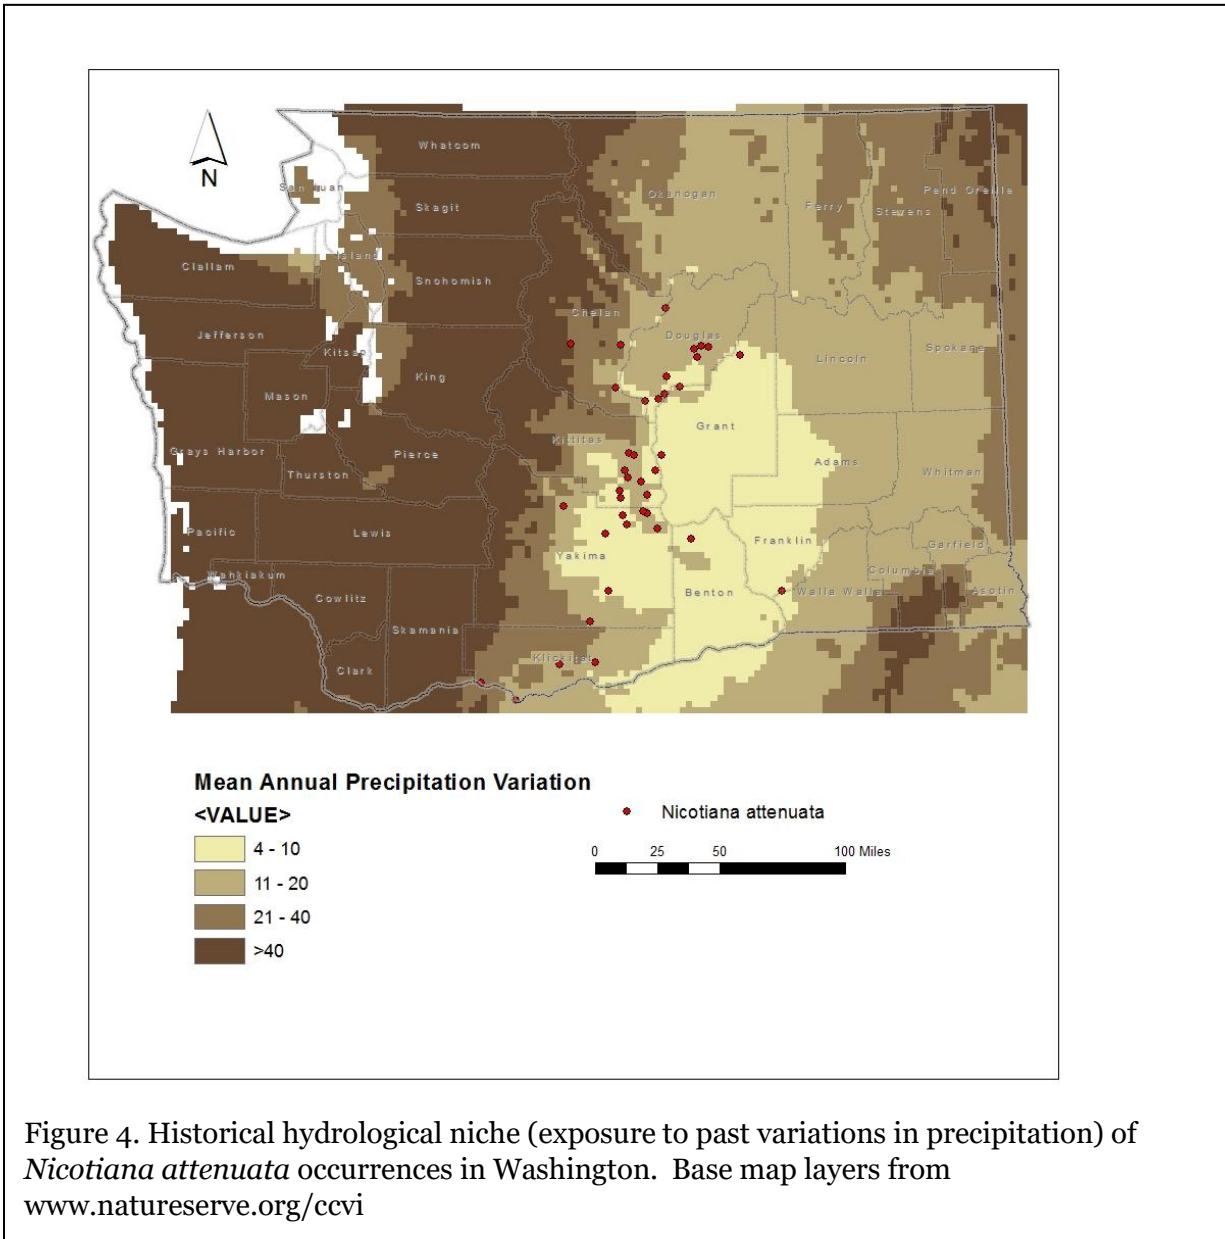 N
Whatcom
San Juan
Okanogan
Pend Oreille
Skagit
Ferry
Stevens
Island
Clallam
Snohomish
Chelan
Jefferson
Douglas
Kitsap
Lincoln
Spokane
King
Mason
Grant
Kittitas
Grays Harbor
Pierce
Adams
Thurston
Whitman
Pacific
Lewis
Franklin
Garfield
Yakima
Wahkiakum
Columbia
Cowlitz
Benton
Walla Walla
Asotin
Skamania
Klickitat
Clark
Mean Annual Precipitation Variation
<VALUE>
4 - 10
11 - 20
21 - 40
>40
Nicotiana attenuata
0 25 50 100 Miles
Figure 4. Historical hydrological niche (exposure to past variations in precipitation) of
Nicotiana attenuata occurrences in Washington.  Base map layers from
www.natureserve.org/ccvi